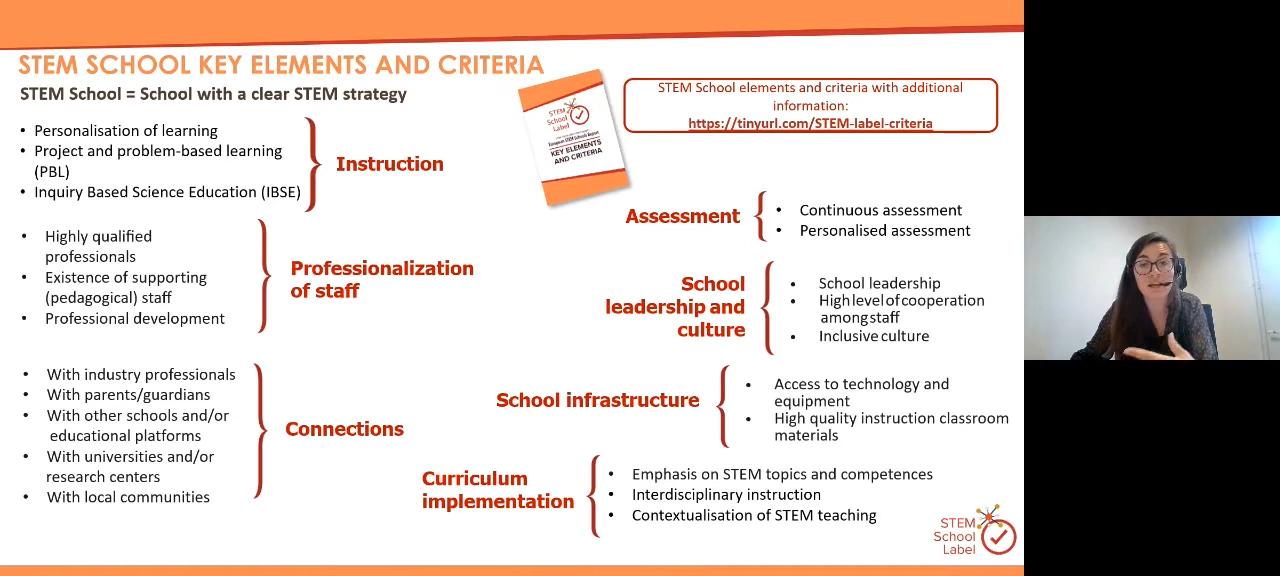 STEM SCHOOL KEY ELEMENTS AND CRITERIA
STEM School = School with a clear STEM strategy
• Personalisation of learning
• Project and problem-based learning
(PBL)
• Inquiry Based Science Education (IBSE)
Instruction
STEM
School
Label
European STEM Schools Report
KEY ELEMENTS
AND CRITERIA
STEM School elements and criteria with additional
information:
https://tinyurl.com/STEM-label-criteria
• Highly qualified
professionals
• Existence of supporting
(pedagogical) staff
• Professional development
Professionalization
of staff
• With industry professionals
• With parents/guardians
• With other schools and/or
educational platforms
• With universities and/or
research centers
• With local communities
Connections
Assessment
• Continuous assessment
• Personalised assessment
School
leadership and
culture
• School leadership
• High level of cooperation
among staff
• Inclusive culture
School infrastructure
• Access to technology and
equipment
• High quality instruction classroom
materials
Curriculum
implementation
• Emphasis on STEM topics and competences
• Interdisciplinary instruction
• Contextualisation of STEM teaching
STEM
School
Label